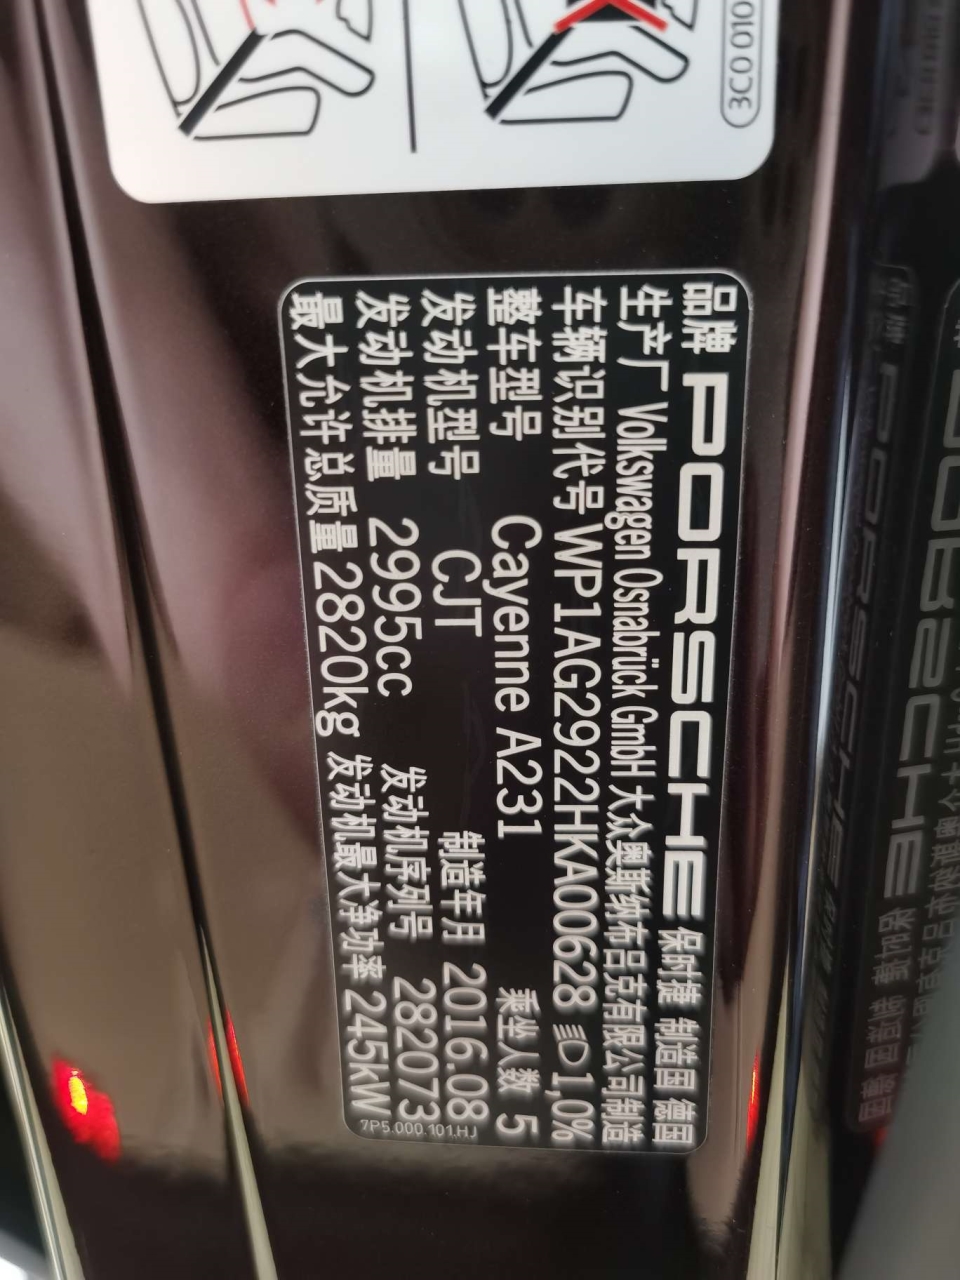 3C0 010
品牌 PORSCHE 保时捷 制造国 德国
生产厂 Volkswagen Osnabrück GmbH 大众奥斯纳布吕克有限公司制造
车辆识别代号 WP1AG2922HKA00628 1,0%
整车型号 Cayenne A231 乘坐人数 5
发动机型号 CJT 制造年月 2016.08
发动机排量 2995cc 发动机序列号 282073
最大允许总质量 2820kg 发动机最大净功率 245kW
7P5.000.101.HJ